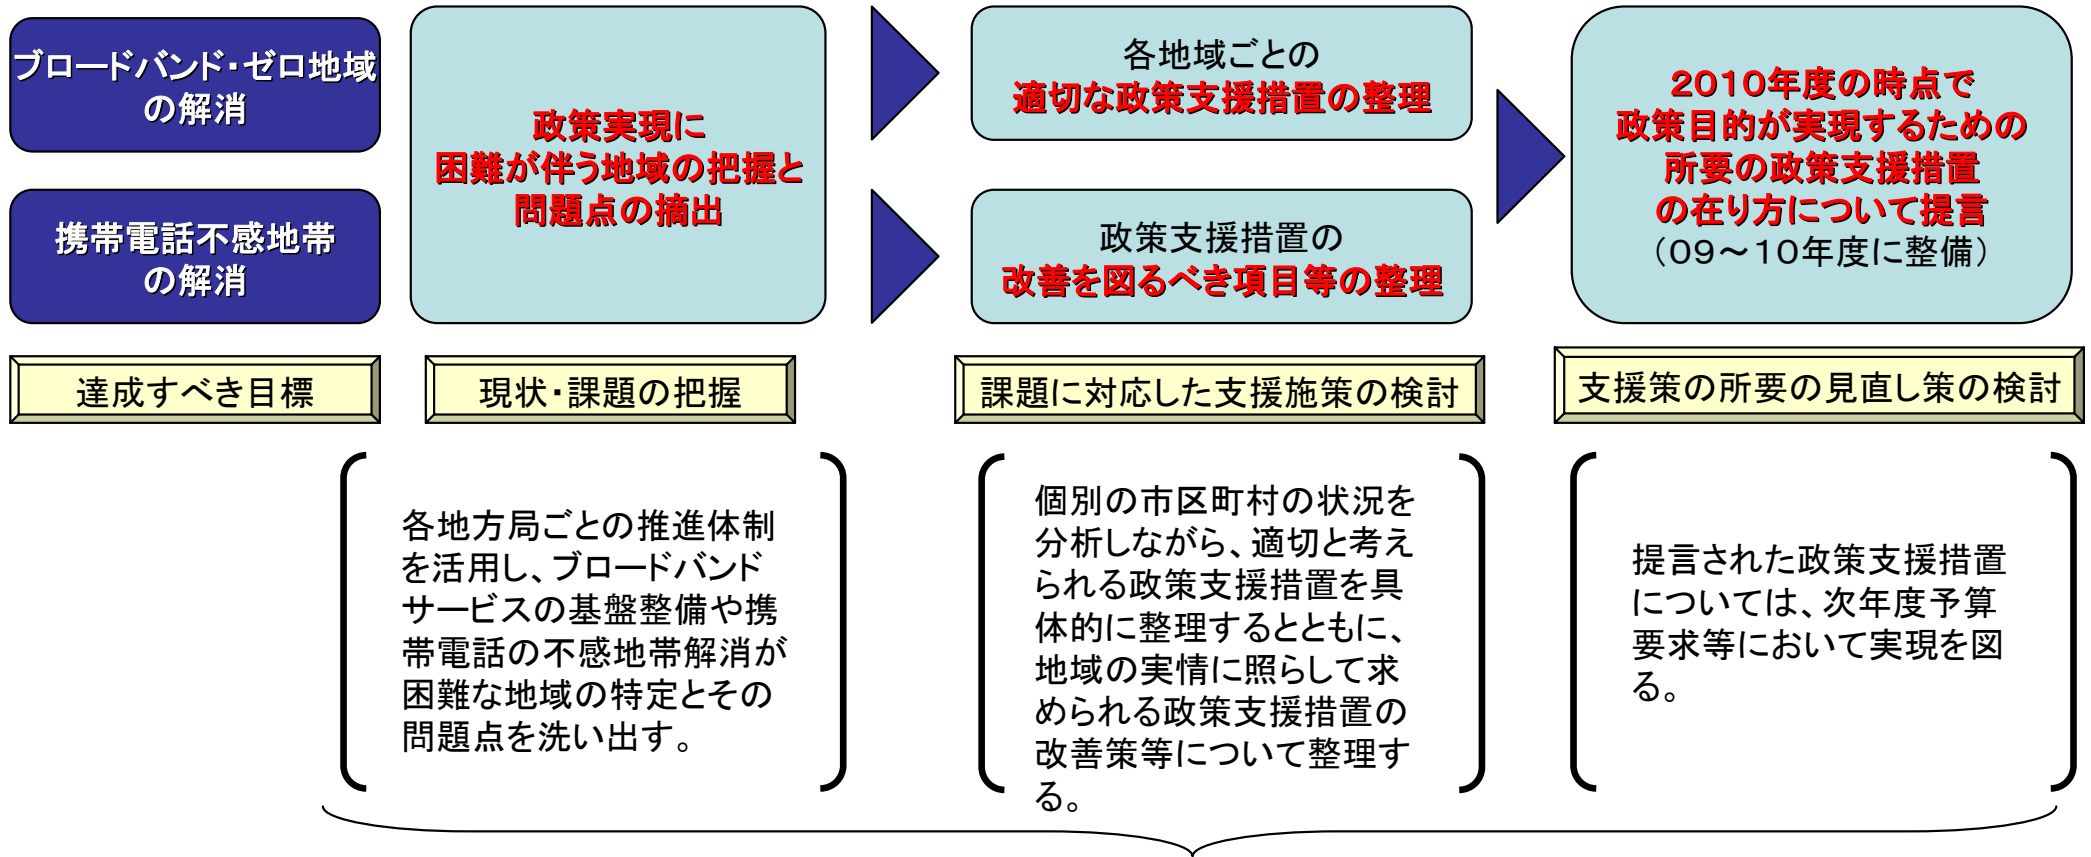 ブロードバンド・ゼロ地域
の解消
携帯電話不感地帯
の解消
政策実現に
困難が伴う地域の把握と
問題点の摘出
各地域ごとの
適切な政策支援措置の整理
政策支援措置の
改善を図るべき項目等の整理
2010年度の時点で
政策目的が実現するための
所要の政策支援措置
の在り方について提言
（09～10年度に整備）
達成すべき目標
現状・課題の把握
課題に対応した支援施策の検討
支援策の所要の見直し策の検討
各地方局ごとの推進体制
を活用し、ブロードバンド
サービスの基盤整備や携
帯電話の不感地帯解消が
困難な地域の特定とその
問題点を洗い出す。
個別の市区町村の状況を
分析しながら、適切と考え
られる政策支援措置を具
体的に整理するとともに、
地域の実情に照らして求
められる政策支援措置の
改善策等について整理す
る。
提言された政策支援措置
については、次年度予算
要求等において実現を図
る。